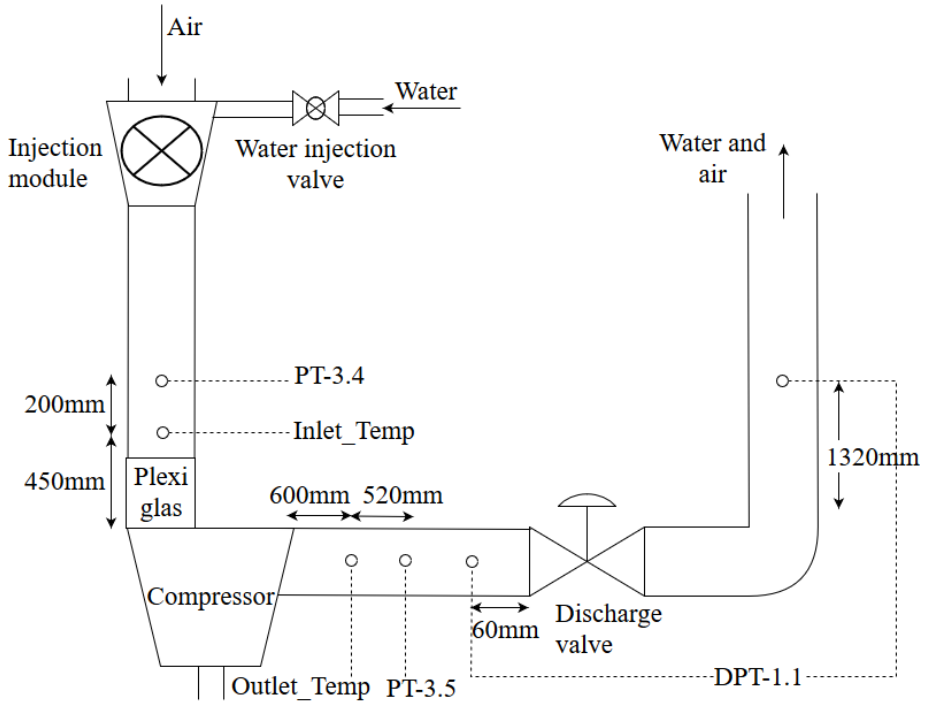 Air
Water
Injection
module
Water injection
valve
Water and
air
PT-3.4
200mm
Inlet_Temp
1320mm
450mm
Plexi
glas
600mm
520mm
Compressor
Discharge
valve
60mm
Outlet_Temp
PT-3.5
DPT-1.1